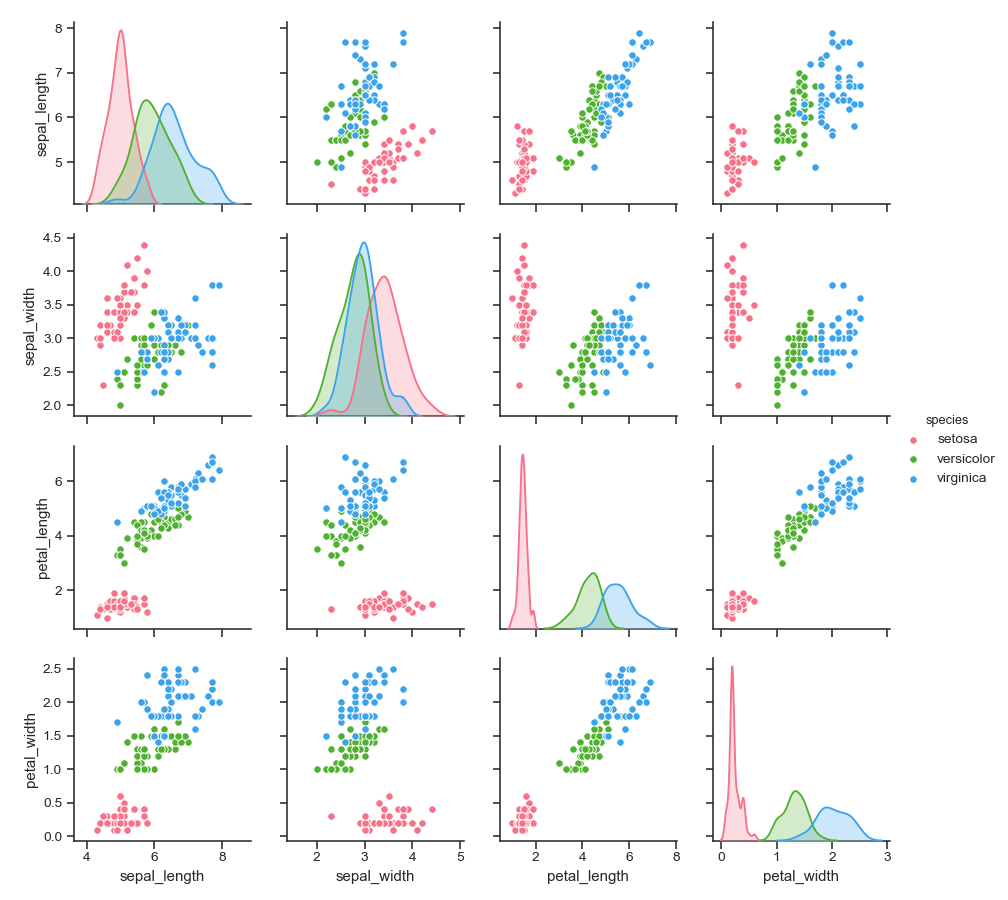 8
7
6
5
sepal_length
4.5
4.0
3.5
3.0
2.5
2.0
sepal_width
species
setosa
versicolor
virginica
6
4
2
petal_length
2.5
2.0
1.5
1.0
0.5
0.0
petal_width
4 6 8
2 3 4 5
2 4 6 8
0 1 2 3
sepal_length sepal_width petal_length petal_width